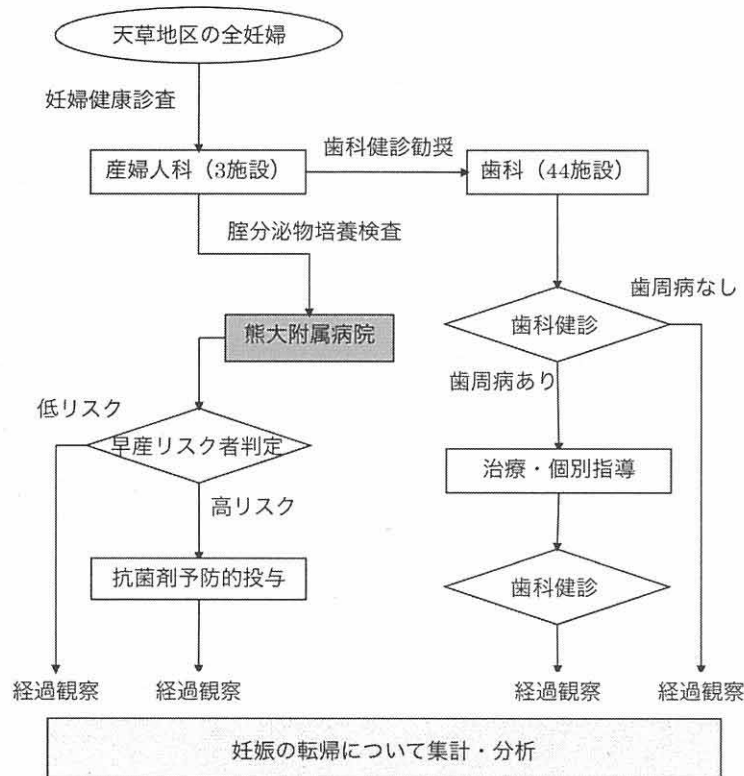 天草地区の全妊婦
妊婦健康診査
産婦人科（3施設）
歯科健診勧奨
歯科（44施設）
腟分泌物培養検査
熊大附属病院
歯科健診
歯周病なし
歯周病あり
低リスク
早産リスク者判定
高リスク
治療・個別指導
抗菌剤予防的投与
歯科健診
経過観察
経過観察
経過観察
経過観察
妊娠の転帰について集計・分析